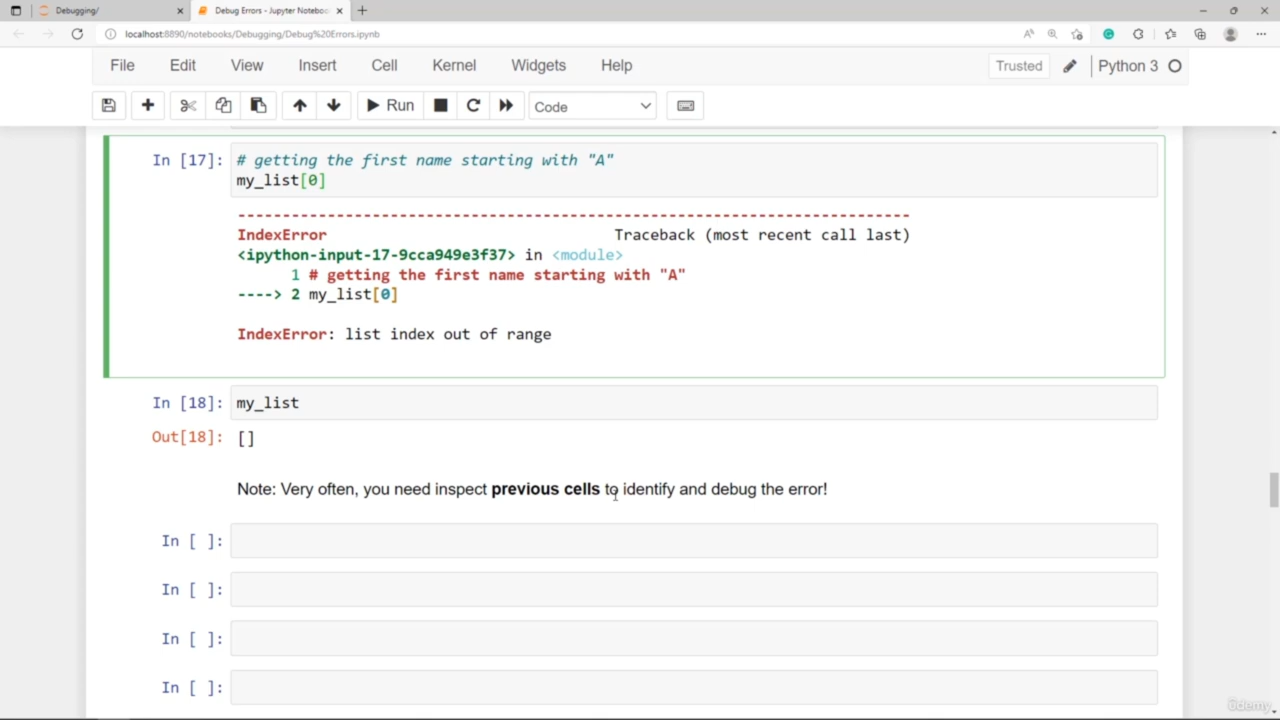 Debugging/
Debug Errors - Jupyter Noteboo
localhost:8890/notebooks/Debugging/Debug%20Errors.ipynb
File Edit View Insert Cell Kernel Widgets Help Trusted Python 3
Run Code
In [17]: # getting the first name starting with "A"
my_list[0]
---------------------------------------------------------------------------
IndexError Traceback (most recent call last)
<ipython-input-17-9cca949e3f37> in <module>
1 # getting the first name starting with "A"
----> 2 my_list[0]
IndexError: list index out of range
In [18]: my_list
Out[18]: []
Note: Very often, you need inspect previous cells to identify and debug the error!
In [ ]:
In [ ]:
In [ ]:
In [ ]:
ûdemy